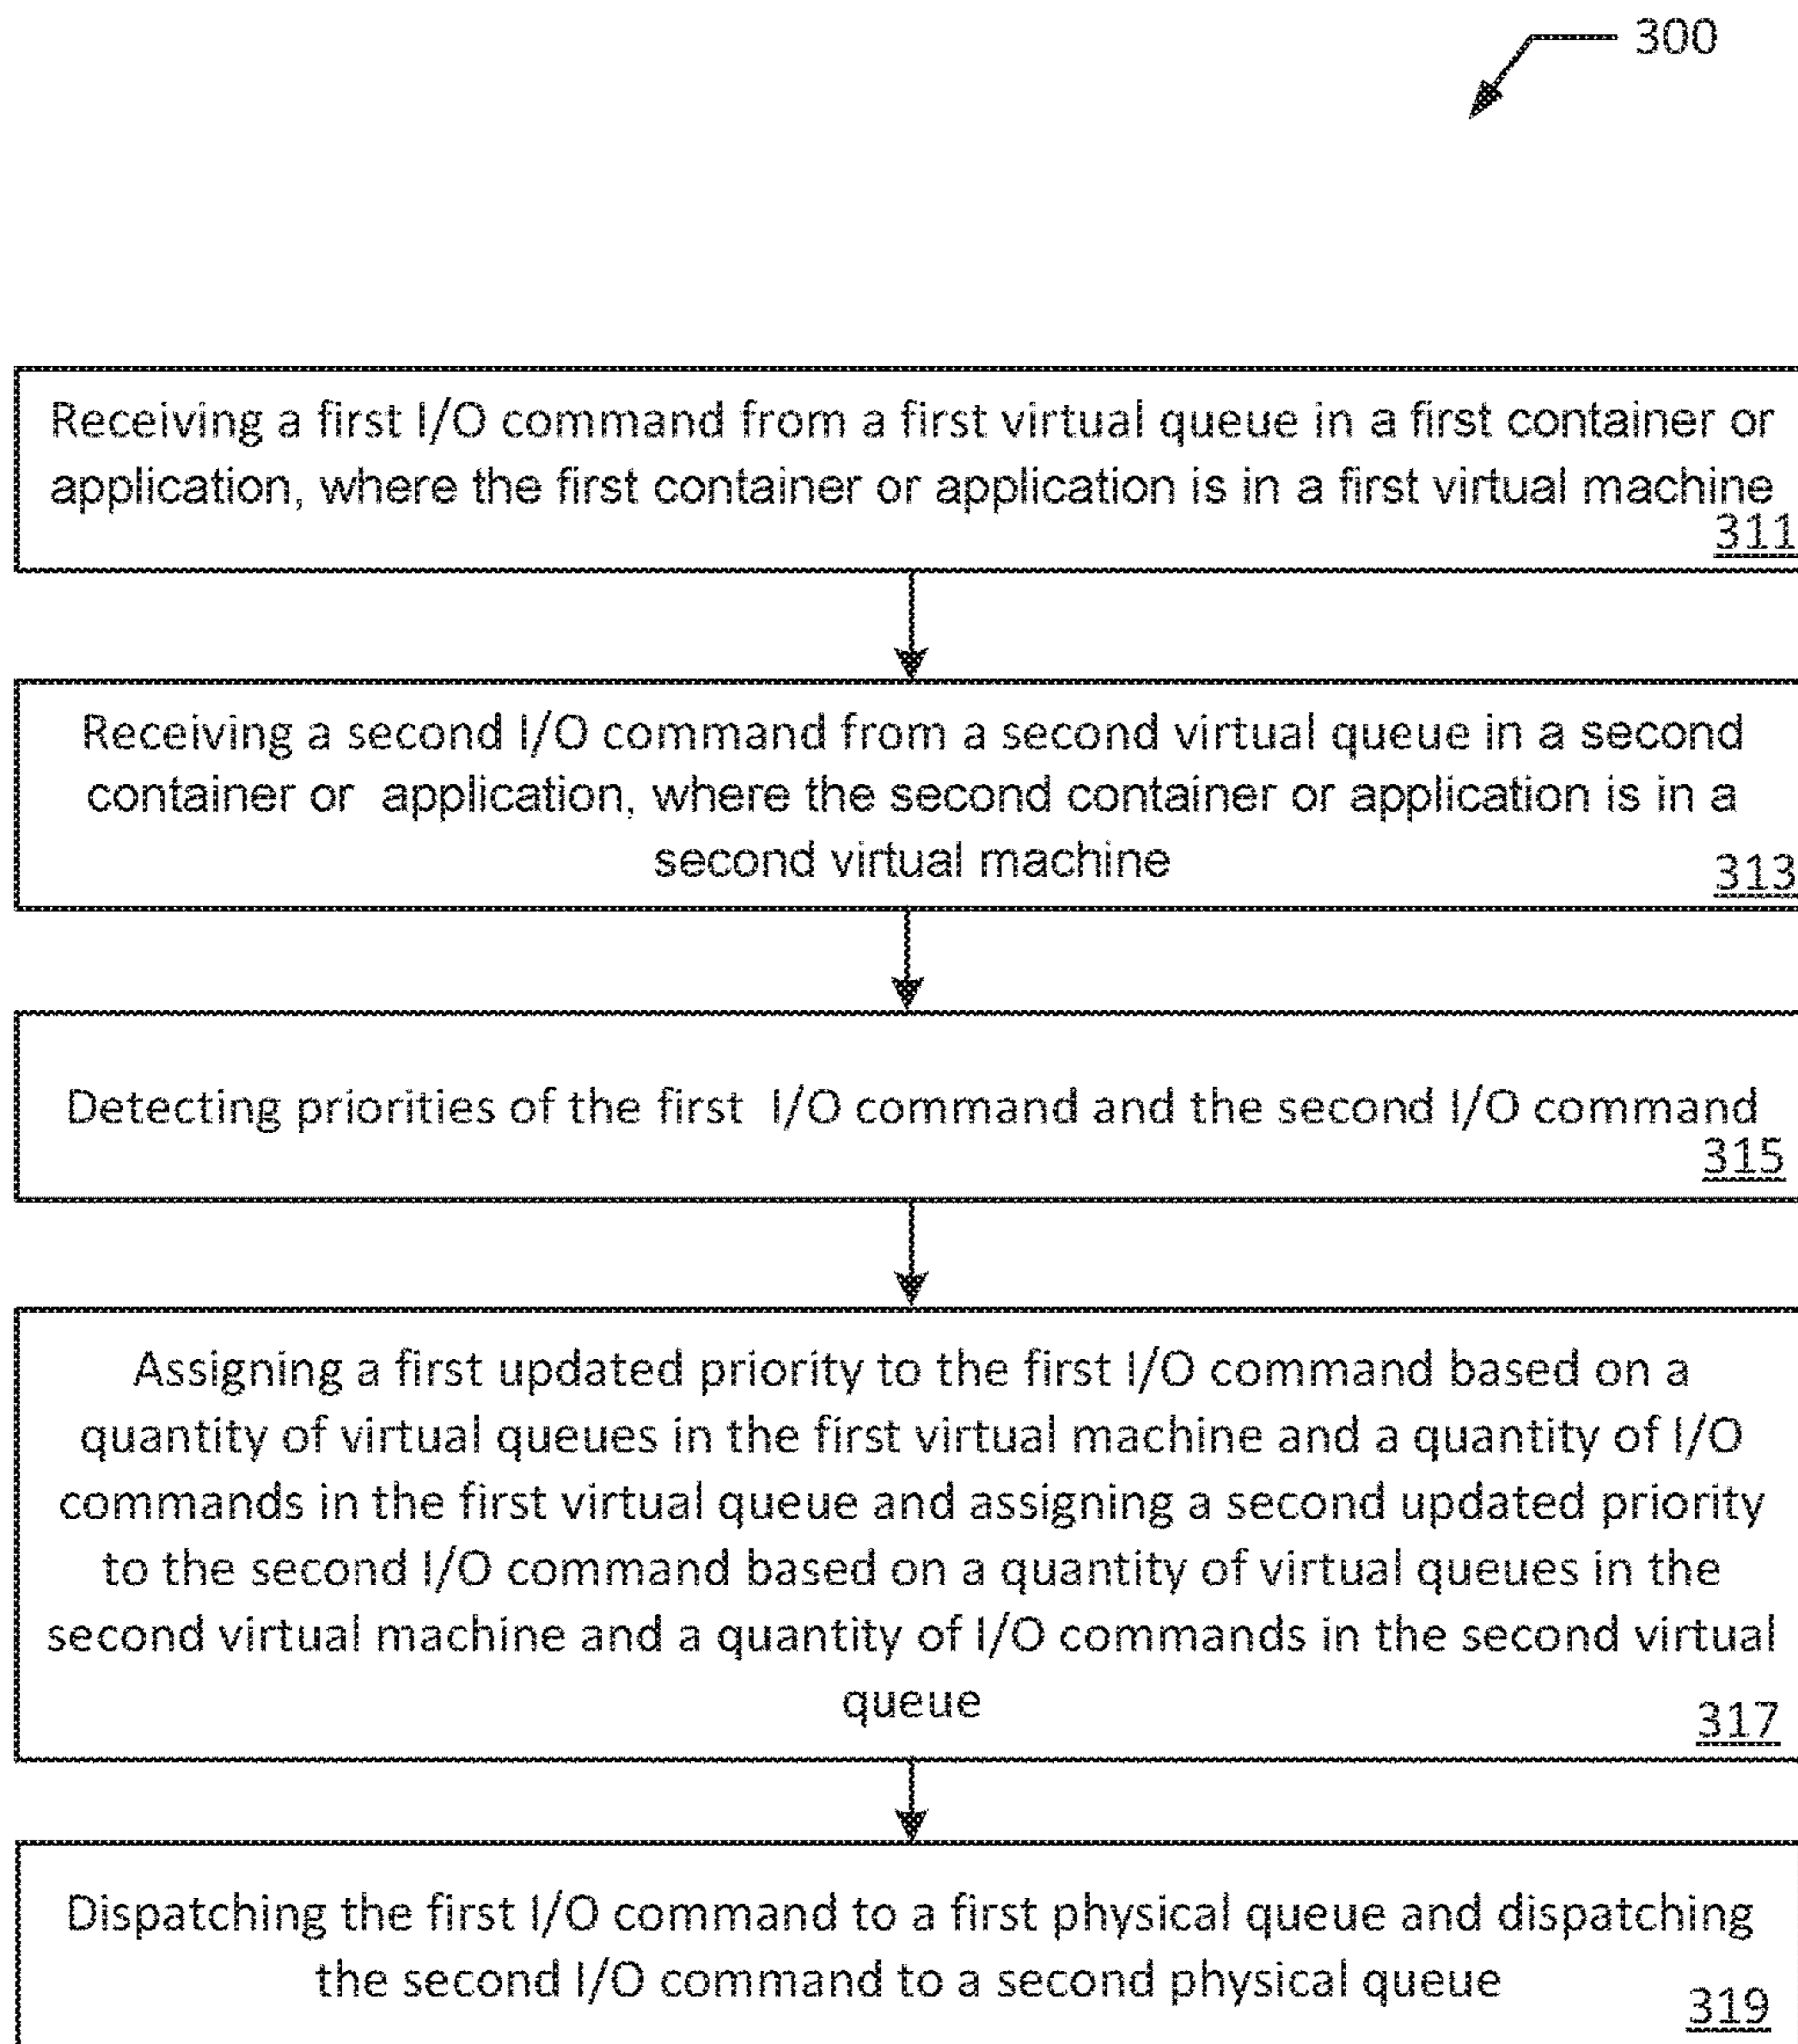 300
Receiving a first I/O command from a first virtual queue in a first container or
application, where the first container or application is in a first virtual machine
311
Receiving a second I/O command from a second virtual queue in a second
container or application, where the second container or application is in a
second virtual machine
313
Detecting priorities of the first I/O command and the second I/O command
315
Assigning a first updated priority to the first I/O command based on a
quantity of virtual queues in the first virtual machine and a quantity of I/O
commands in the first virtual queue and assigning a second updated priority
to the second I/O command based on a quantity of virtual queues in the
second virtual machine and a quantity of I/O commands in the second virtual
queue
317
Dispatching the first I/O command to a first physical queue and dispatching
the second I/O command to a second physical queue
319